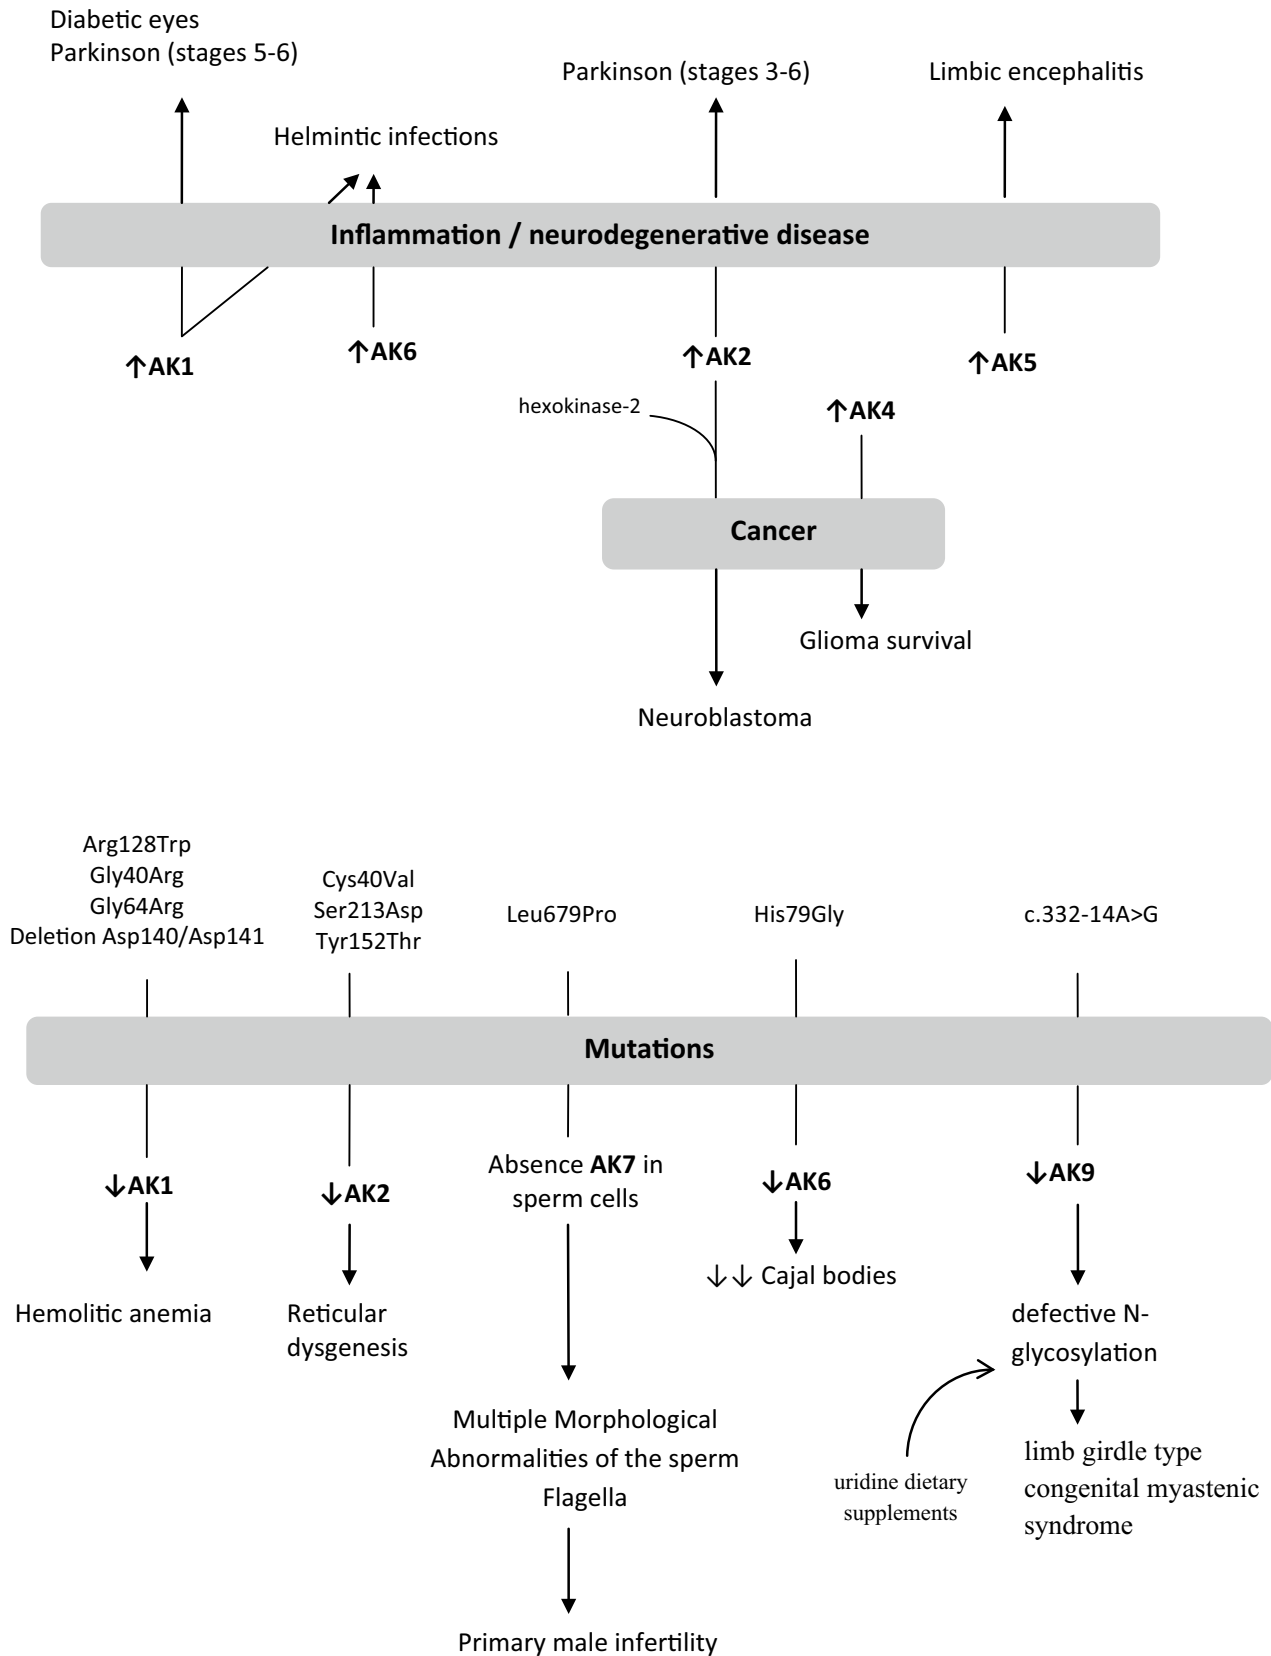 Diabetic eyes
Parkinson (stages 5-6)
Parkinson (stages 3-6)
Limbic encephalitis
Helmintic infections
Inflammation / neurodegenerative disease
↑AK1
↑AK6
↑AK2
↑AK5
hexokinase-2
↑AK4
Cancer
Glioma survival
Neuroblastoma
Arg128Trp
Gly40Arg
Gly64Arg
Deletion Asp140/Asp141
Cys40Val
Ser213Asp
Tyr152Thr
Leu679Pro
His79Gly
c.332-14A>G
Mutations
↓AK1
↓AK2
Absence AK7 in
sperm cells
↓AK6
↓AK9
Hemolitic anemia
Reticular
dysgenesis
↓↓ Cajal bodies
defective N-
glycosylation
Multiple Morphological
Abnormalities of the sperm
Flagella
uridine dietary
supplements
limb girdle type
congenital myastenic
syndrome
Primary male infertility